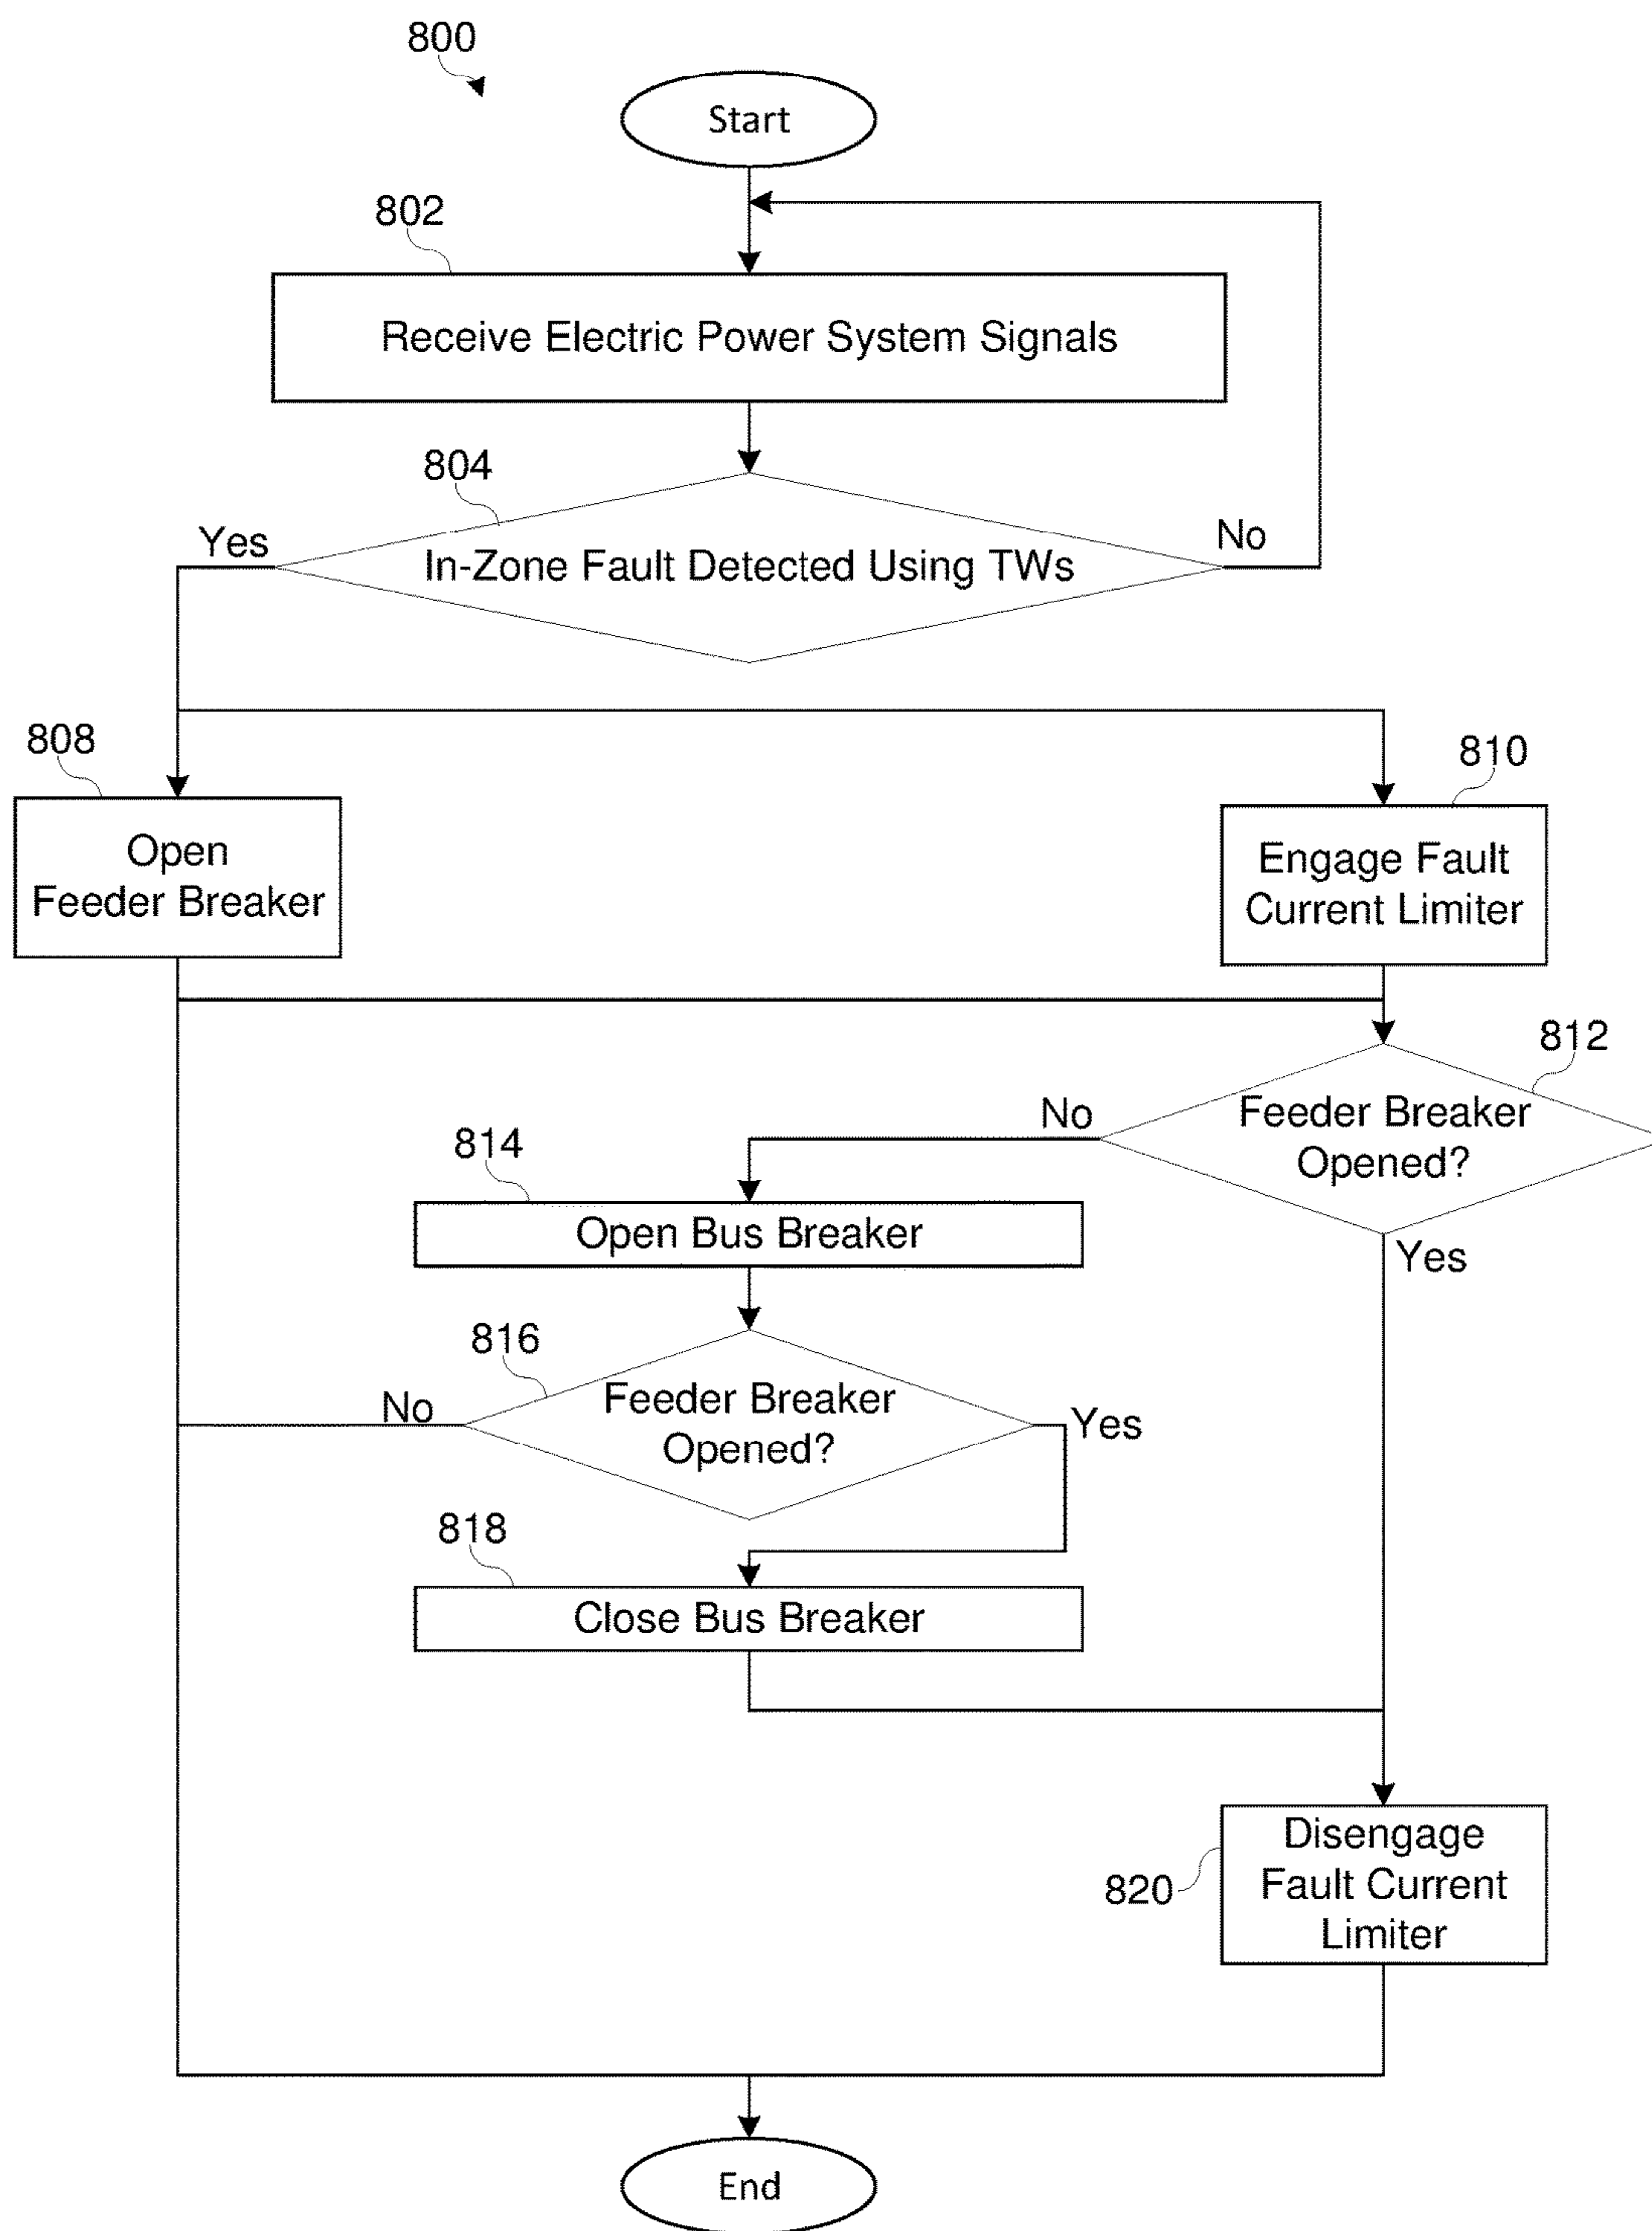 800
Start
802
Receive Electric Power System Signals
804
Yes
No
In-Zone Fault Detected Using TWs
808
810
Open
Feeder Breaker
Engage Fault
Current Limiter
812
No
Feeder Breaker
Opened?
814
Yes
Open Bus Breaker
816
No
Feeder Breaker
Opened?
Yes
818
Close Bus Breaker
820
Disengage
Fault Current
Limiter
End